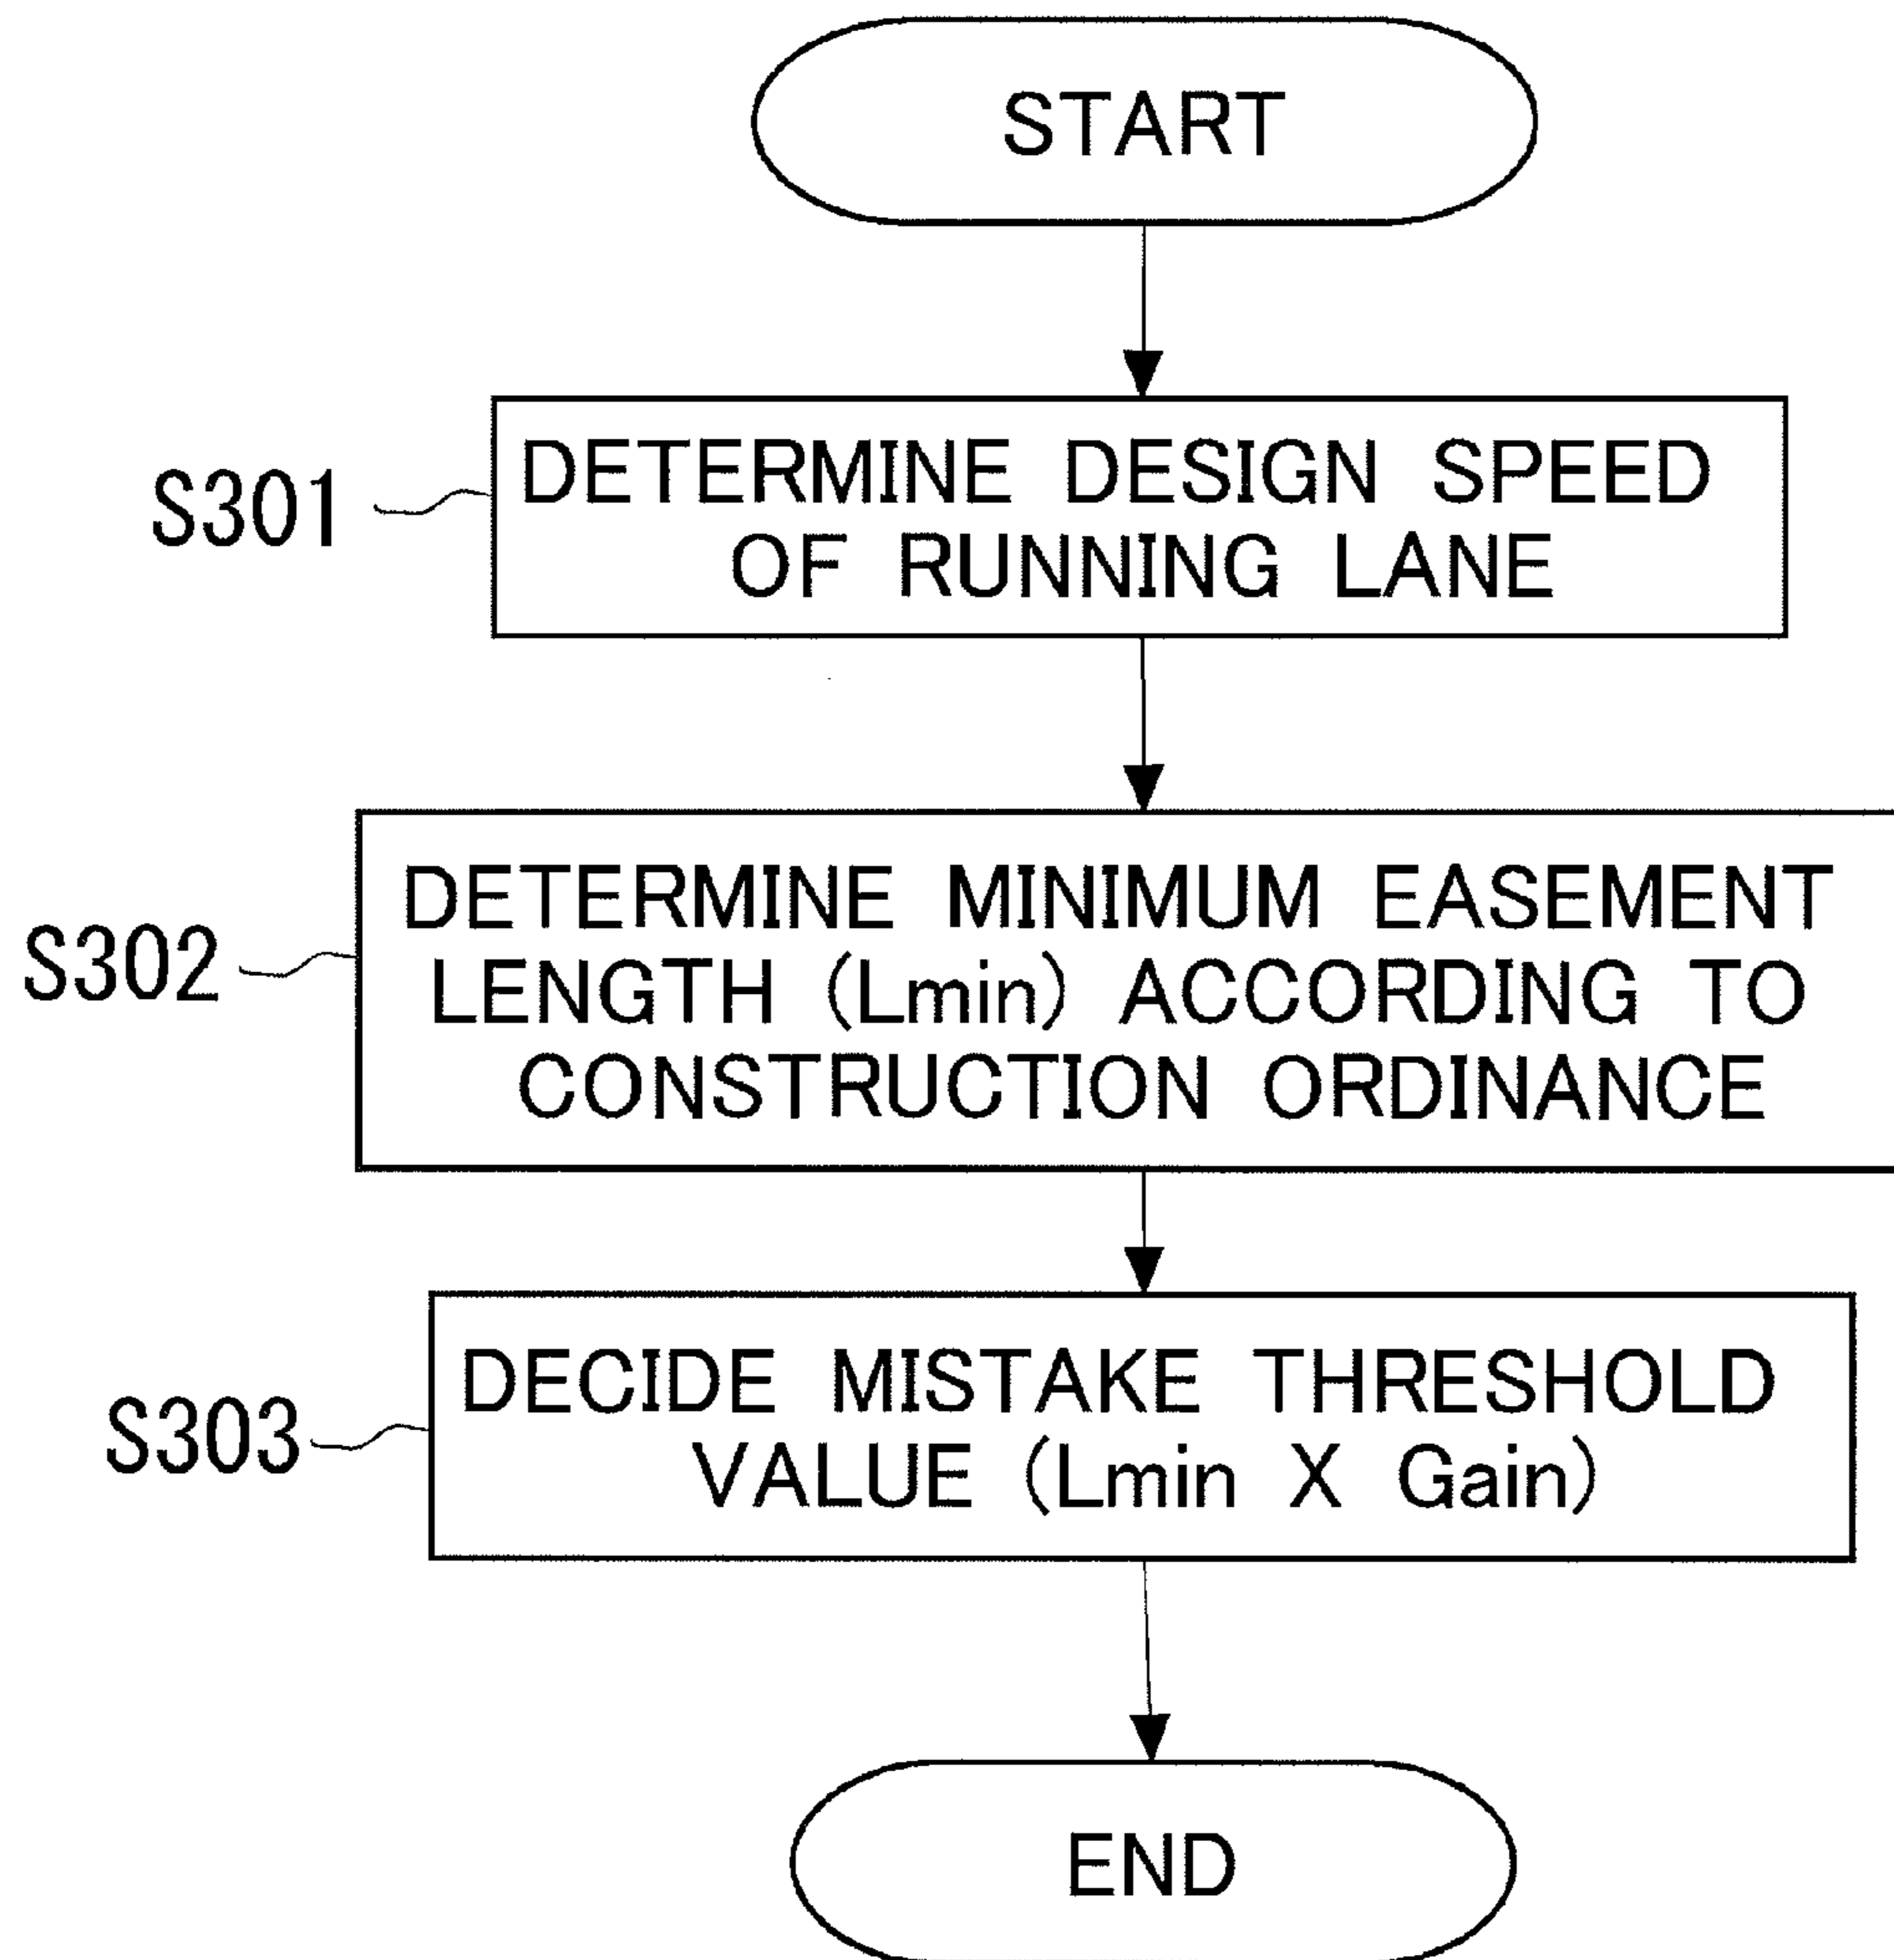 START
S301
DETERMINE DESIGN SPEED
OF RUNNING LANE
S302
DETERMINE MINIMUM EASEMENT
LENGTH (Lmin) ACCORDING TO
CONSTRUCTION ORDINANCE
S303
DECIDE MISTAKE THRESHOLD
VALUE (Lmin X Gain)
END